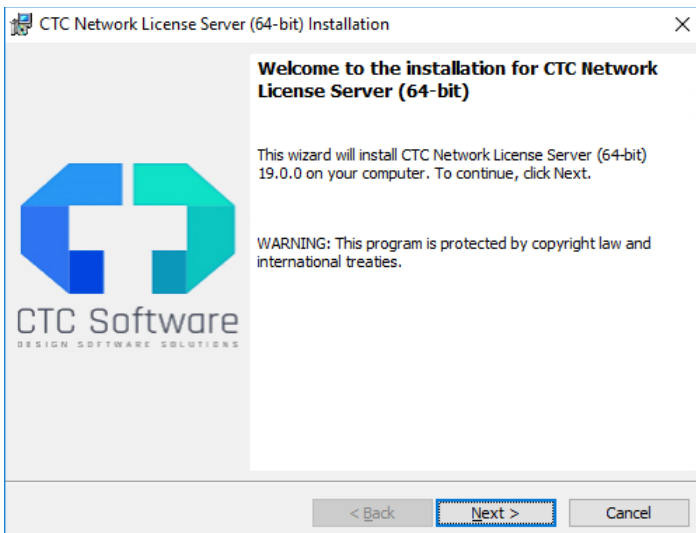 CTC Network License Server (64-bit) Installation
Welcome to the installation for CTC Network
License Server (64-bit)
This wizard will install CTC Network License Server (64-bit)
19.0.0 on your computer. To continue, click Next.
WARNING: This program is protected by copyright law and
international treaties.
CTC Software
DESIGN SOFTWARE SOLUTIONS
< Back
Next >
Cancel